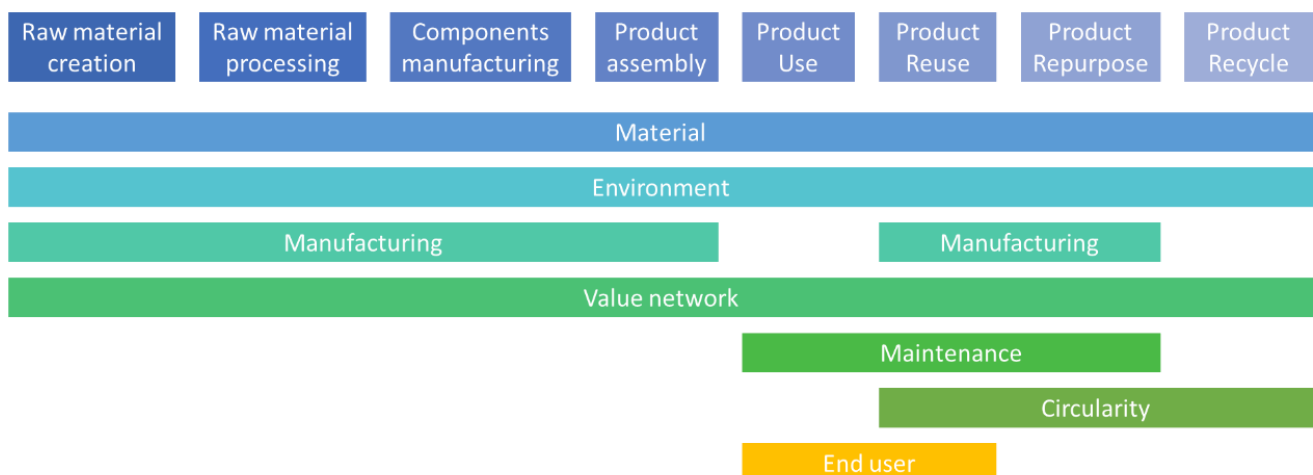 Raw material
creation
Raw material
processing
Components
manufacturing
Product
assembly
Product
Use
Product
Reuse
Product
Repurpose
Product
Recycle
Material
Environment
Manufacturing
Manufacturing
Value network
Maintenance
Circularity
End user